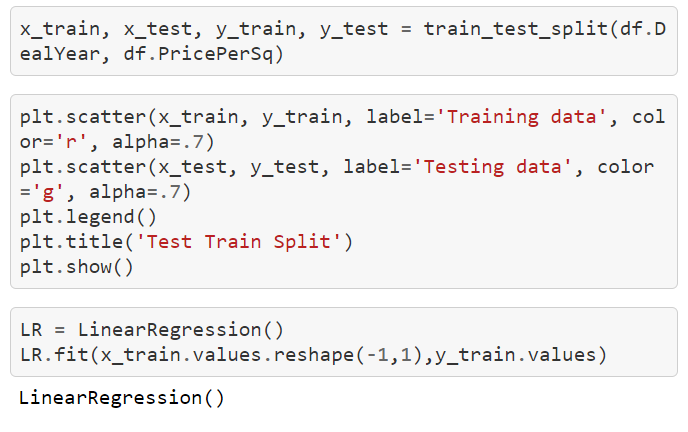 x_train, x_test, y_train, y_test = train_test_split(df.D
ealYear, df.PricePerSq)
plt.scatter(x_train, y_train, label='Training data', col
or='r', alpha=.7)
plt.scatter(x_test, y_test, label='Testing data', color
='g', alpha=.7)
plt.legend()
plt.title('Test Train Split')
plt.show()
LR = LinearRegression()
LR.fit(x_train.values.reshape(-1,1),y_train.values)
LinearRegression()